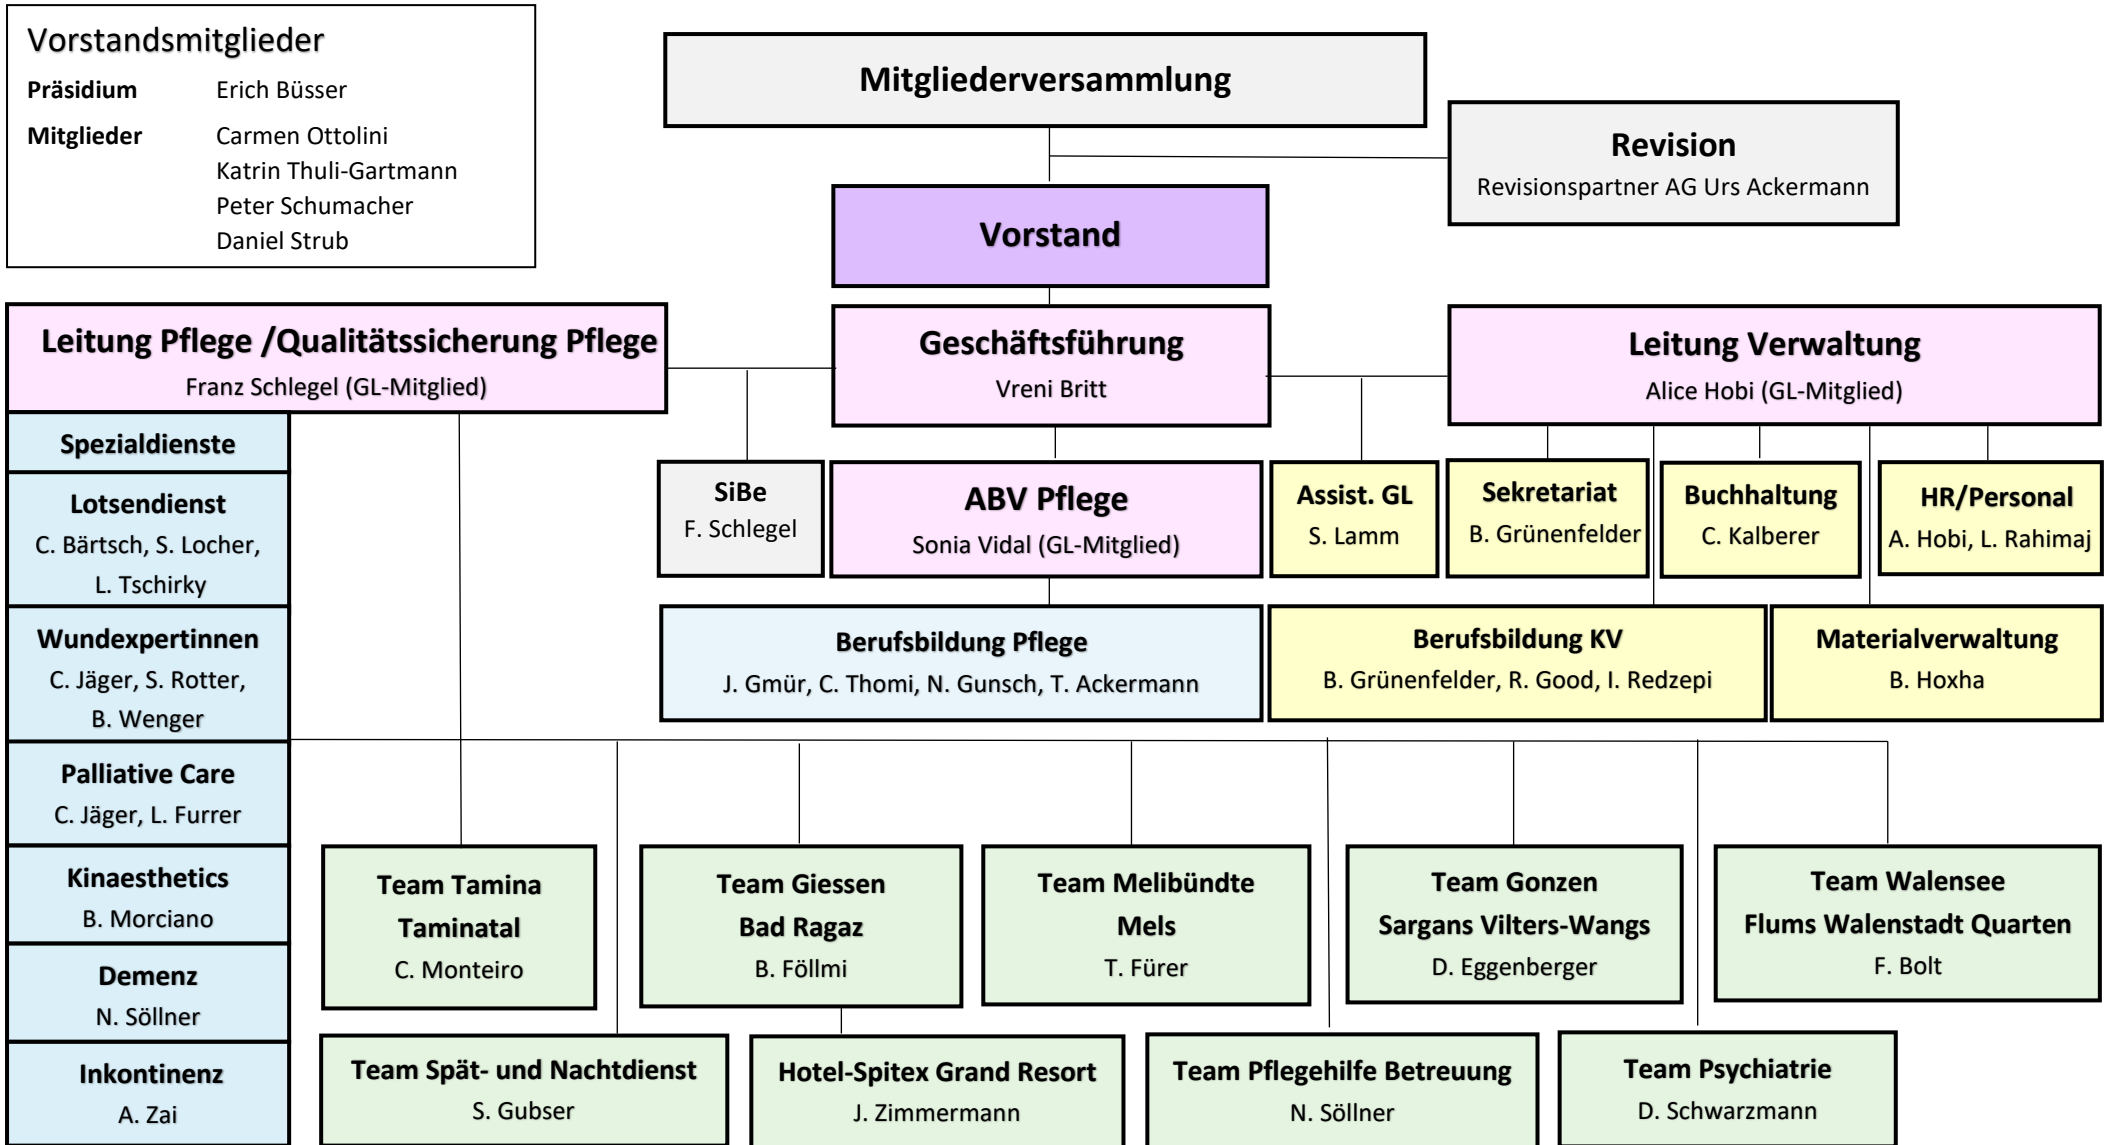 Vorstandsmitglieder
Präsidium Erich Büsser
Mitglieder Carmen Ottolini
Katrin Thuli-Gartmann
Peter Schumacher
Daniel Strub
Mitgliederversammlung
Revision
Revisionspartner AG Urs Ackermann
Vorstand
Leitung Pflege /Qualitätssicherung Pflege
Franz Schlegel (GL-Mitglied)
Geschäftsführung
Vreni Britt
Leitung Verwaltung
Alice Hobi (GL-Mitglied)
Spezialdienste
Lotsendienst
C. Bärtsch, S. Locher,
L. Tschirky
Wundexpertinnen
C. Jäger, S. Rotter,
B. Wenger
Palliative Care
C. Jäger, L. Furrer
Kinaesthetics
B. Morciano
Demenz
N. Söllner
Inkontinenz
A. Zai
SiBe
F. Schlegel
ABV Pflege
Sonia Vidal (GL-Mitglied)
Assist. GL
S. Lamm
Sekretariat
B. Grünenfelder
Buchhaltung
C. Kalberer
HR/Personal
A. Hobi, L. Rahimaj
Berufsbildung Pflege
J. Gmür, C. Thomi, N. Gunsch, T. Ackermann
Berufsbildung KV
B. Grünenfelder, R. Good, I. Redzepi
Materialverwaltung
B. Hoxha
Team Tamina
Taminatal
C. Monteiro
Team Giessen
Bad Ragaz
B. Föllmi
Team Melibündte
Mels
T. Fürer
Team Gonzen
Sargans Vilters-Wangs
D. Eggenberger
Team Walensee
Flums Walenstadt Quarten
F. Bolt
Team Spät- und Nachtdienst
S. Gubser
Hotel-Spitex Grand Resort
J. Zimmermann
Team Pflegehilfe Betreuung
N. Söllner
Team Psychiatrie
D. Schwarzmann